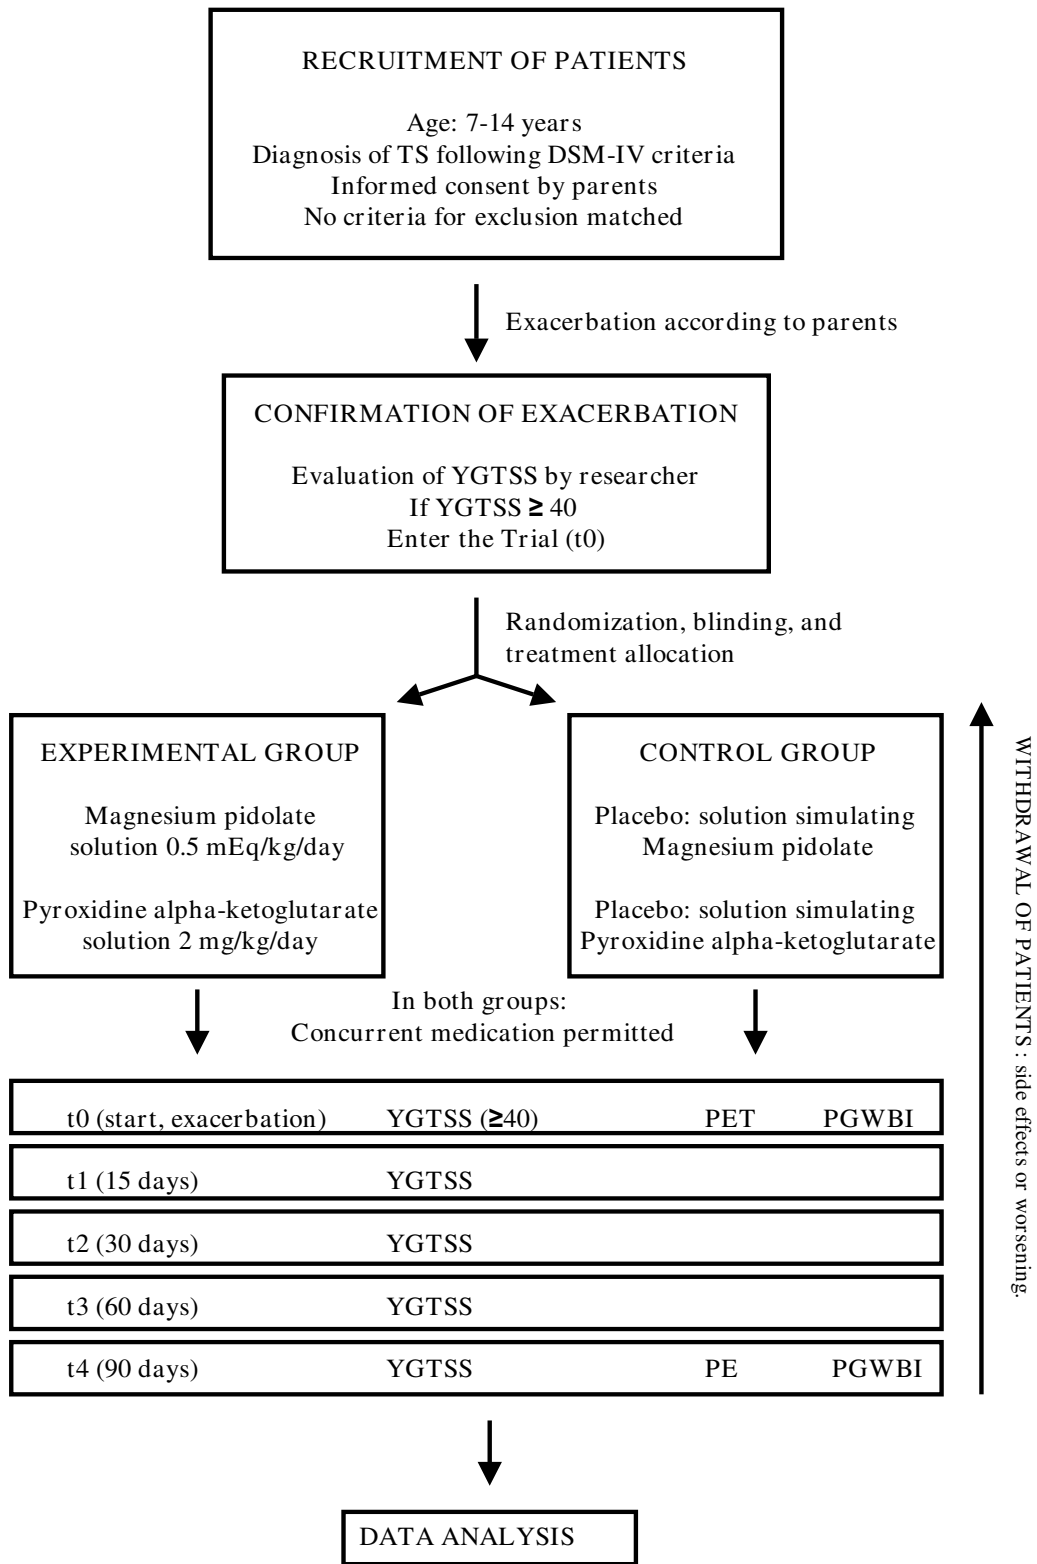 RECRUITMENT OF PATIENTS
Age: 7-14 years
Diagnosis of TS following DSM-IV criteria
Informed consent by parents
No criteria for exclusion matched
Exacerbation according to parents
CONFIRMATION OF EXACERBATION
Evaluation of YGTSS by researcher
If YGTSS ≥ 40
Enter the Trial (t0)
Randomization, blinding, and
treatment allocation
EXPERIMENTAL GROUP
Magnesium pidolate
solution 0.5 mEq/kg/day
Pyroxidine alpha-ketoglutarate
solution 2 mg/kg/day
CONTROL GROUP
Placebo: solution simulating
Magnesium pidolate
Placebo: solution simulating
Pyroxidine alpha-ketoglutarate
WITHDRAWAL OF PATIENTS : side effects or worsening.
In both groups:
Concurrent medication permitted
t0 (start, exacerbation) YGTSS (≥40) PET PGWBI
t1 (15 days) YGTSS
t2 (30 days) YGTSS
t3 (60 days) YGTSS
t4 (90 days) YGTSS PE PGWBI
DATA ANALYSIS